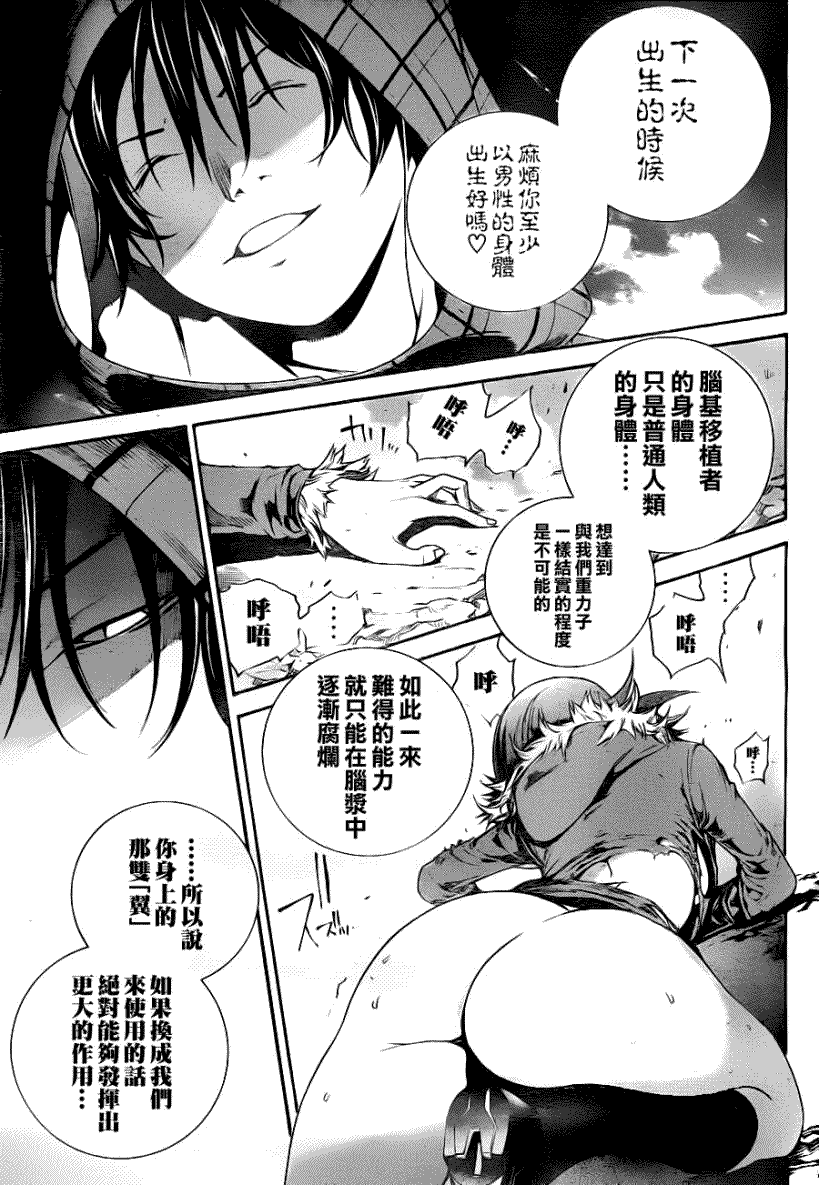 下一次
出生的時候
麻煩你至少
以男性的身體
出生好嗎♡
腦基移植者
的身體
只是普通人類
的身體……
呼…
呼唔
想達到
與我們重力子
一樣結實的程度
是不可能的
……
呼唔
……
呼唔
呼
呼…
如此一來
難得的能力
就只能在腦漿中
逐漸腐爛
ズズッ
……所以說
你身上的
那雙「翼」
如果換成我們
來使用的話
絕對能夠發揮出
更大的作用…